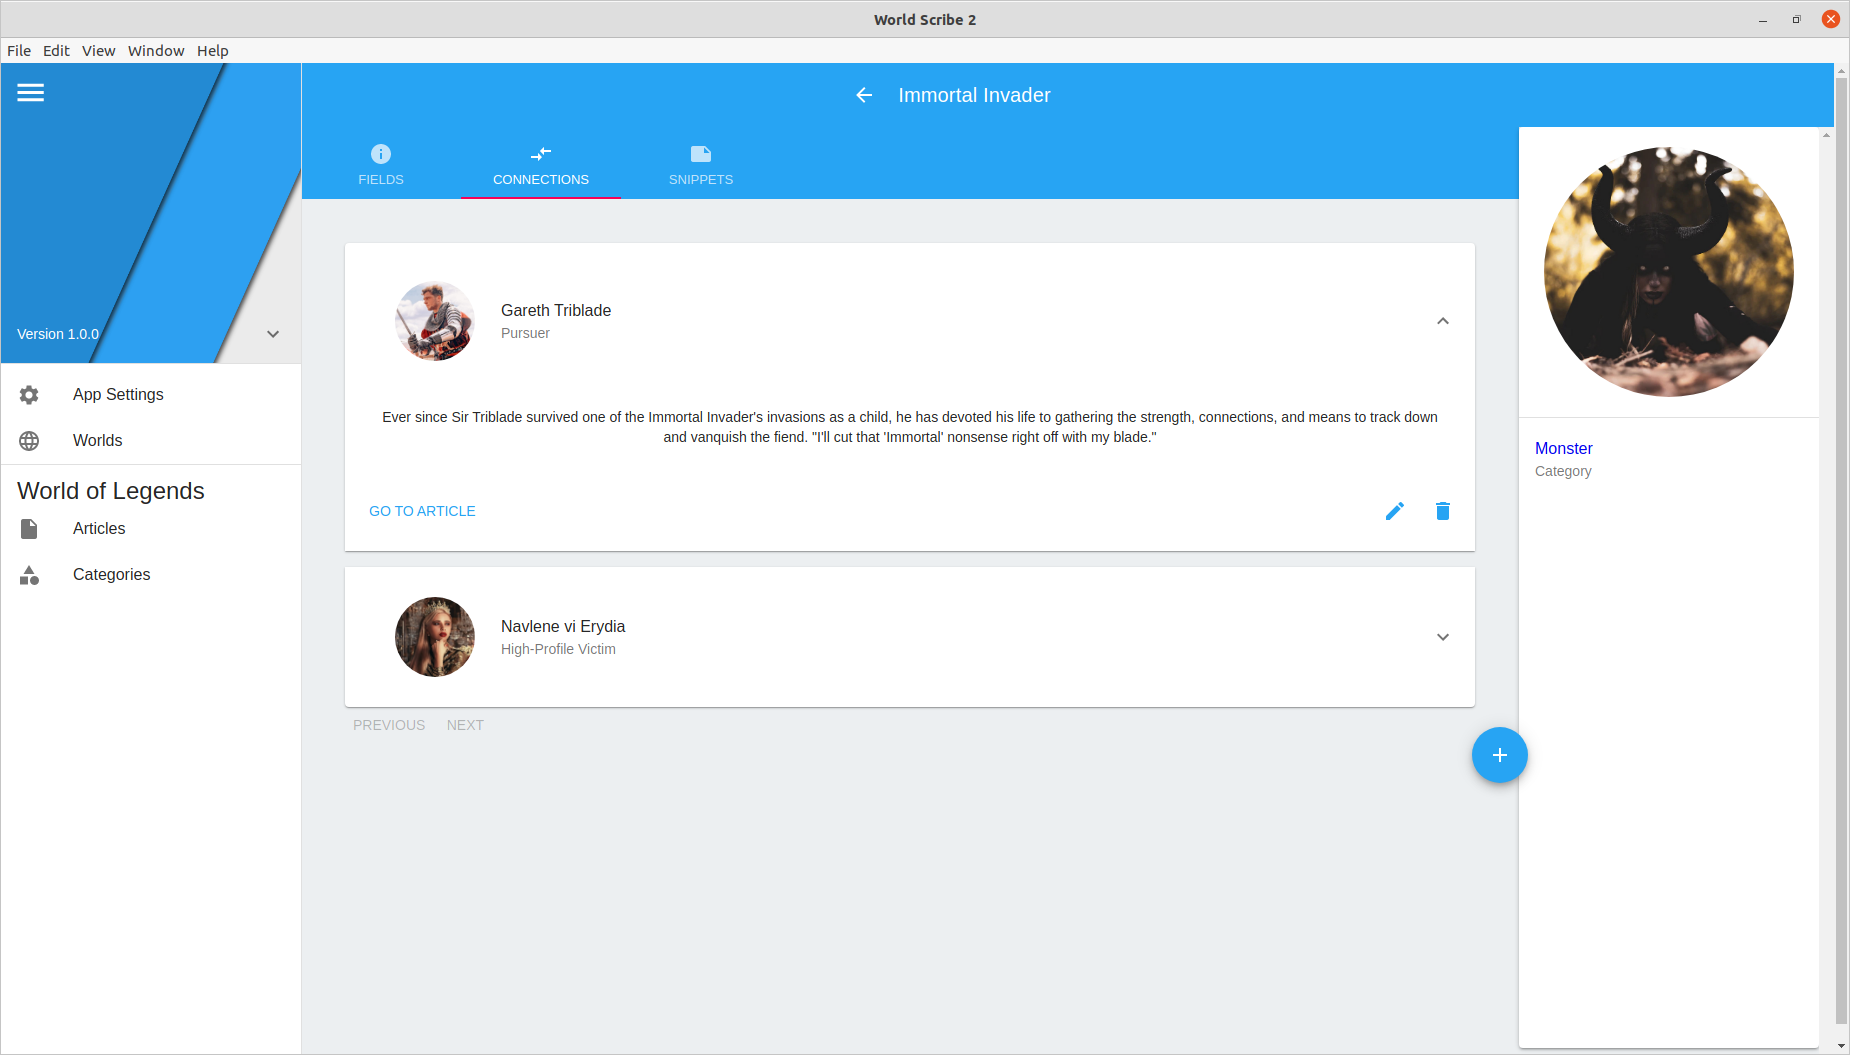 World Scribe 2
File Edit View Window Help
Immortal Invader
FIELDS
CONNECTIONS
SNIPPETS
Version 1.0.0
App Settings
Worlds
World of Legends
Articles
Categories
Gareth Triblade
Pursuer
Ever since Sir Triblade survived one of the Immortal Invader's invasions as a child, he has devoted his life to gathering the strength, connections, and means to track down
and vanquish the fiend. "I'll cut that 'Immortal' nonsense right off with my blade."
GO TO ARTICLE
Navlene vi Erydia
High-Profile Victim
PREVIOUS NEXT
Monster
Category